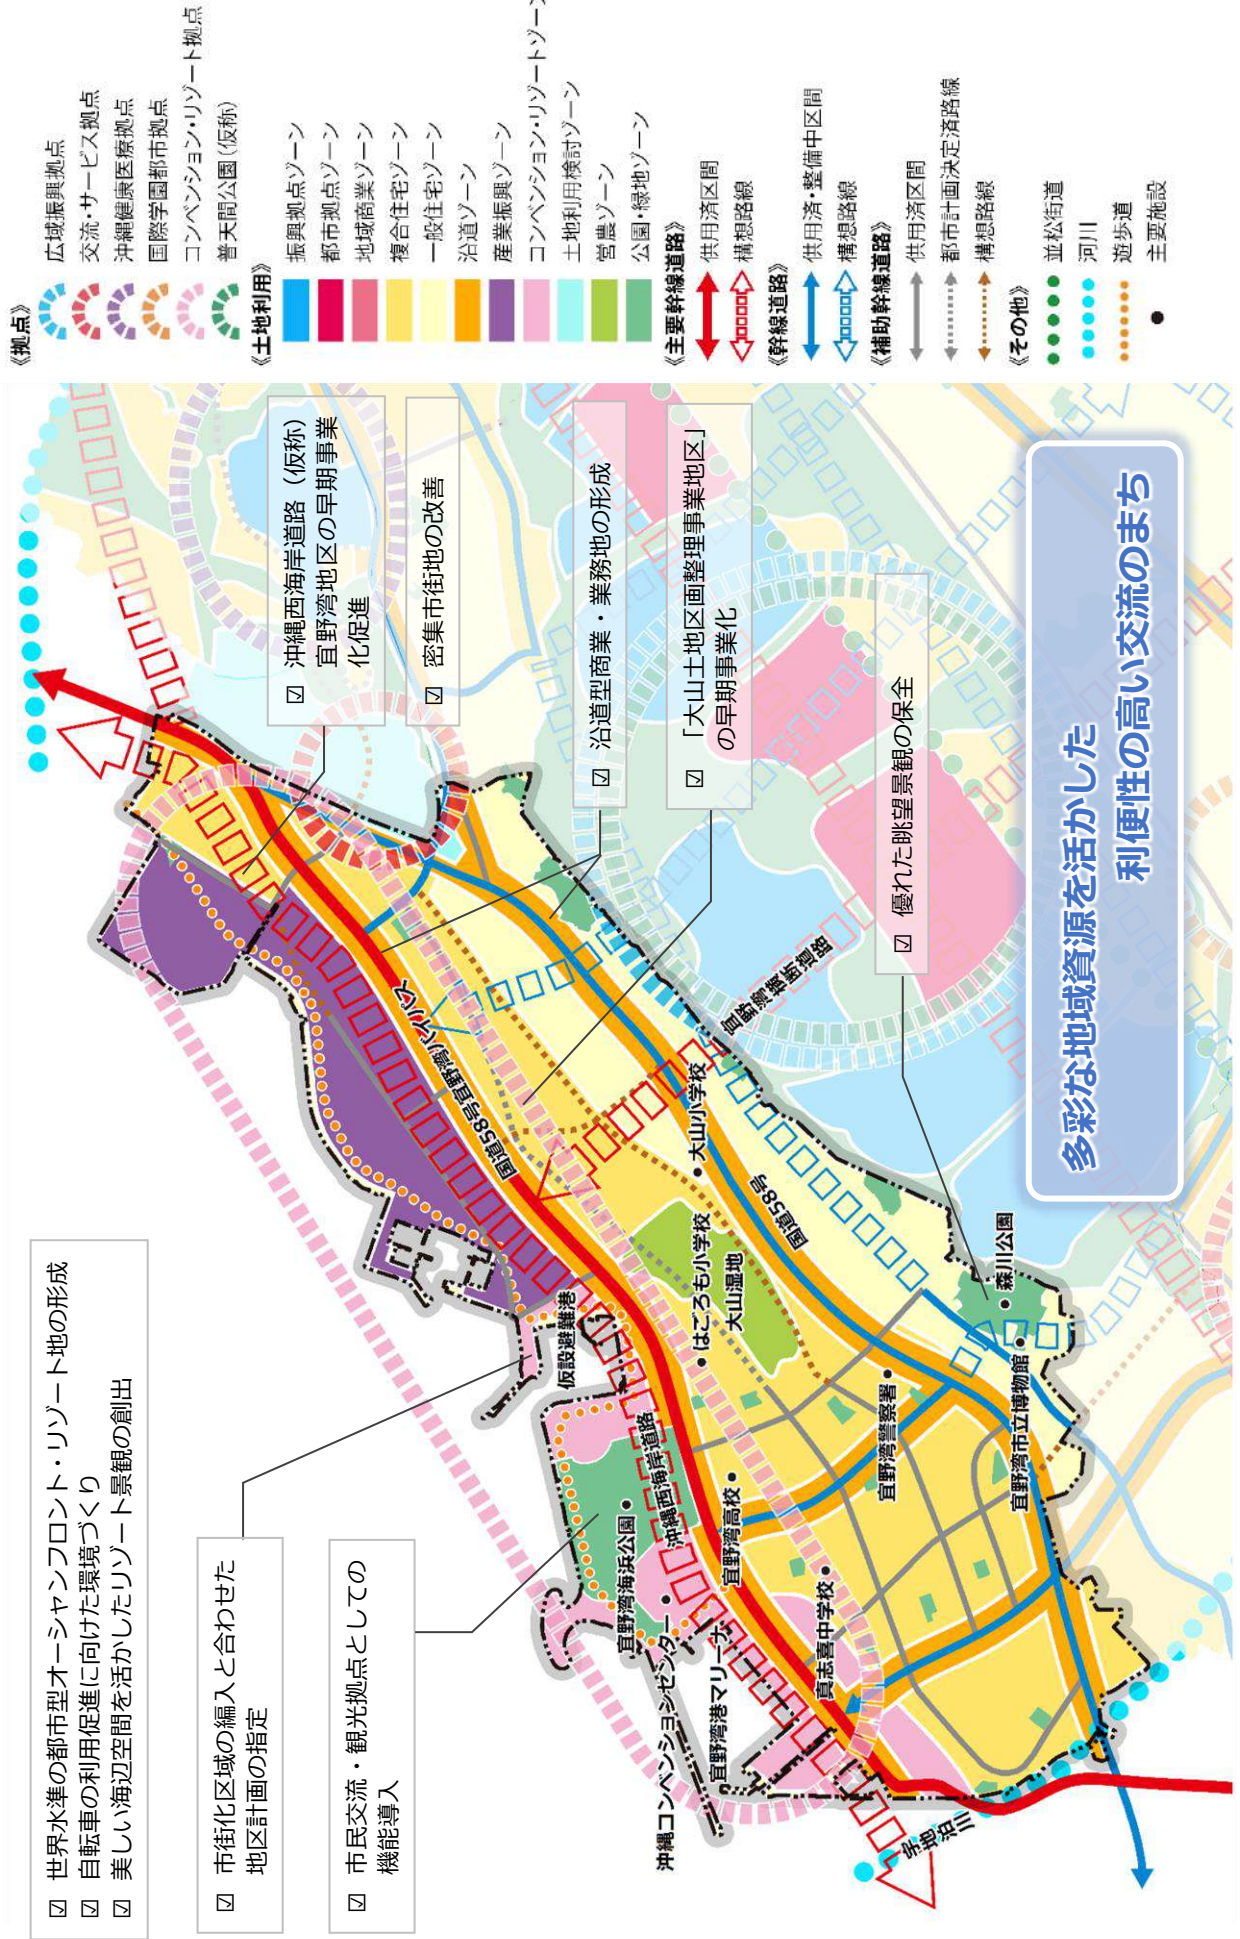 ☑ 世界水準の都市型オーシャンフロント・リゾート地の形成
☑ 自転車の利用促進に向けた環境づくり
☑ 美しい海辺空間を活かしたリゾート景観の創出
☑ 市街化区域の編入と合わせた
地区計画の指定
☑ 市民交流・観光拠点としての
機能導入
☑ 沖縄西海岸道路（仮称）
宜野湾地区の早期事業
化促進
☑ 密集市街地の改善
☑ 沿道型商業・業務地の形成
☑ 「大山土地区画整理事業地区」
の早期事業化
☑ 優れた眺望景観の保全
仮設避難港
宜野湾海浜公園
沖縄コンベンションセンター
宜野湾港マリーナ
沖縄西海岸道路
国道58号宜野湾バイパス
宜野湾高校
真志喜中学校
はごろも小学校
大山湿地
大山小学校
国道58号
宜野湾横断道路
宜野湾警察署
宜野湾市立博物館
森川公園
宇地泊川
多彩な地域資源を活かした
利便性の高い交流のまち
《拠点》
広域振興拠点
交流・サービス拠点
沖縄健康医療拠点
国際学園都市拠点
コンベンション・リゾート拠点
普天間公園(仮称)
《土地利用》
振興拠点ゾーン
都市拠点ゾーン
地域商業ゾーン
複合住宅ゾーン
一般住宅ゾーン
沿道ゾーン
産業振興ゾーン
コンベンション・リゾートゾーン
土地利用検討ゾーン
営農ゾーン
公園・緑地ゾーン
《主要幹線道路》
供用済区間
構想路線
《幹線道路》
供用済・整備中区間
構想路線
《補助幹線道路》
供用済区間
都市計画決定済路線
構想路線
《その他》
並松街道
河川
遊歩道
主要施設